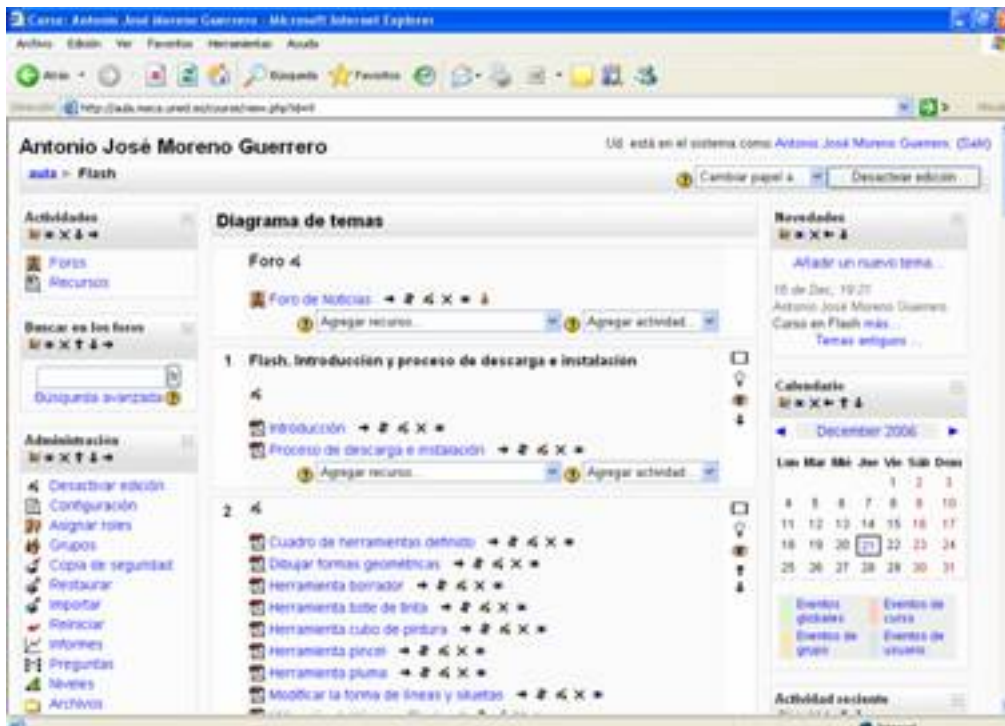 Curso: Antonio José Moreno Guerrero - Microsoft Internet Explorer
Archivo Edición Ver Favoritos Herramientas Ayuda
Atrás Búsqueda Favoritos
Antonio José Moreno Guerrero
Ud. está en el sistema como Antonio José Moreno Guerrero. (Salir)
aula ► Flash
Cambiar papel a...
Desactivar edición
Actividades
Foros
Recursos
Buscar en los foros
Búsqueda avanzada
Administración
Desactivar edición
Configuración
Asignar roles
Grupos
Copia de seguridad
Restaurar
Importar
Reiniciar
Informes
Preguntas
Niveles
Archivos
Diagrama de temas
Foro
Foro de Noticias
Agregar recurso... Agregar actividad...
1 Flash. Introducción y proceso de descarga e instalación
Introducción
Proceso de descarga e instalación
Agregar recurso... Agregar actividad...
2
Cuadro de herramientas definido
Dibujar formas geométricas
Herramienta borrador
Herramienta bote de tinta
Herramienta cubo de pintura
Herramienta pincel
Herramienta pluma
Modificar la forma de líneas y siluetas
Novedades
Añadir un nuevo tema...
Antonio José Moreno Guerrero
Curso en Flash más...
Temas antiguos ...
Calendario
December 2006
Lun Mar Mié Jue Vie Sáb Dom
1 2 3
4 5 6 7 8 9 10
11 12 13 14 15 16 17
18 19 20 21 22 23 24
25 26 27 28 29 30 31
Eventos globales
Eventos de curso
Eventos de grupo
Eventos de usuario
Actividad reciente
Internet